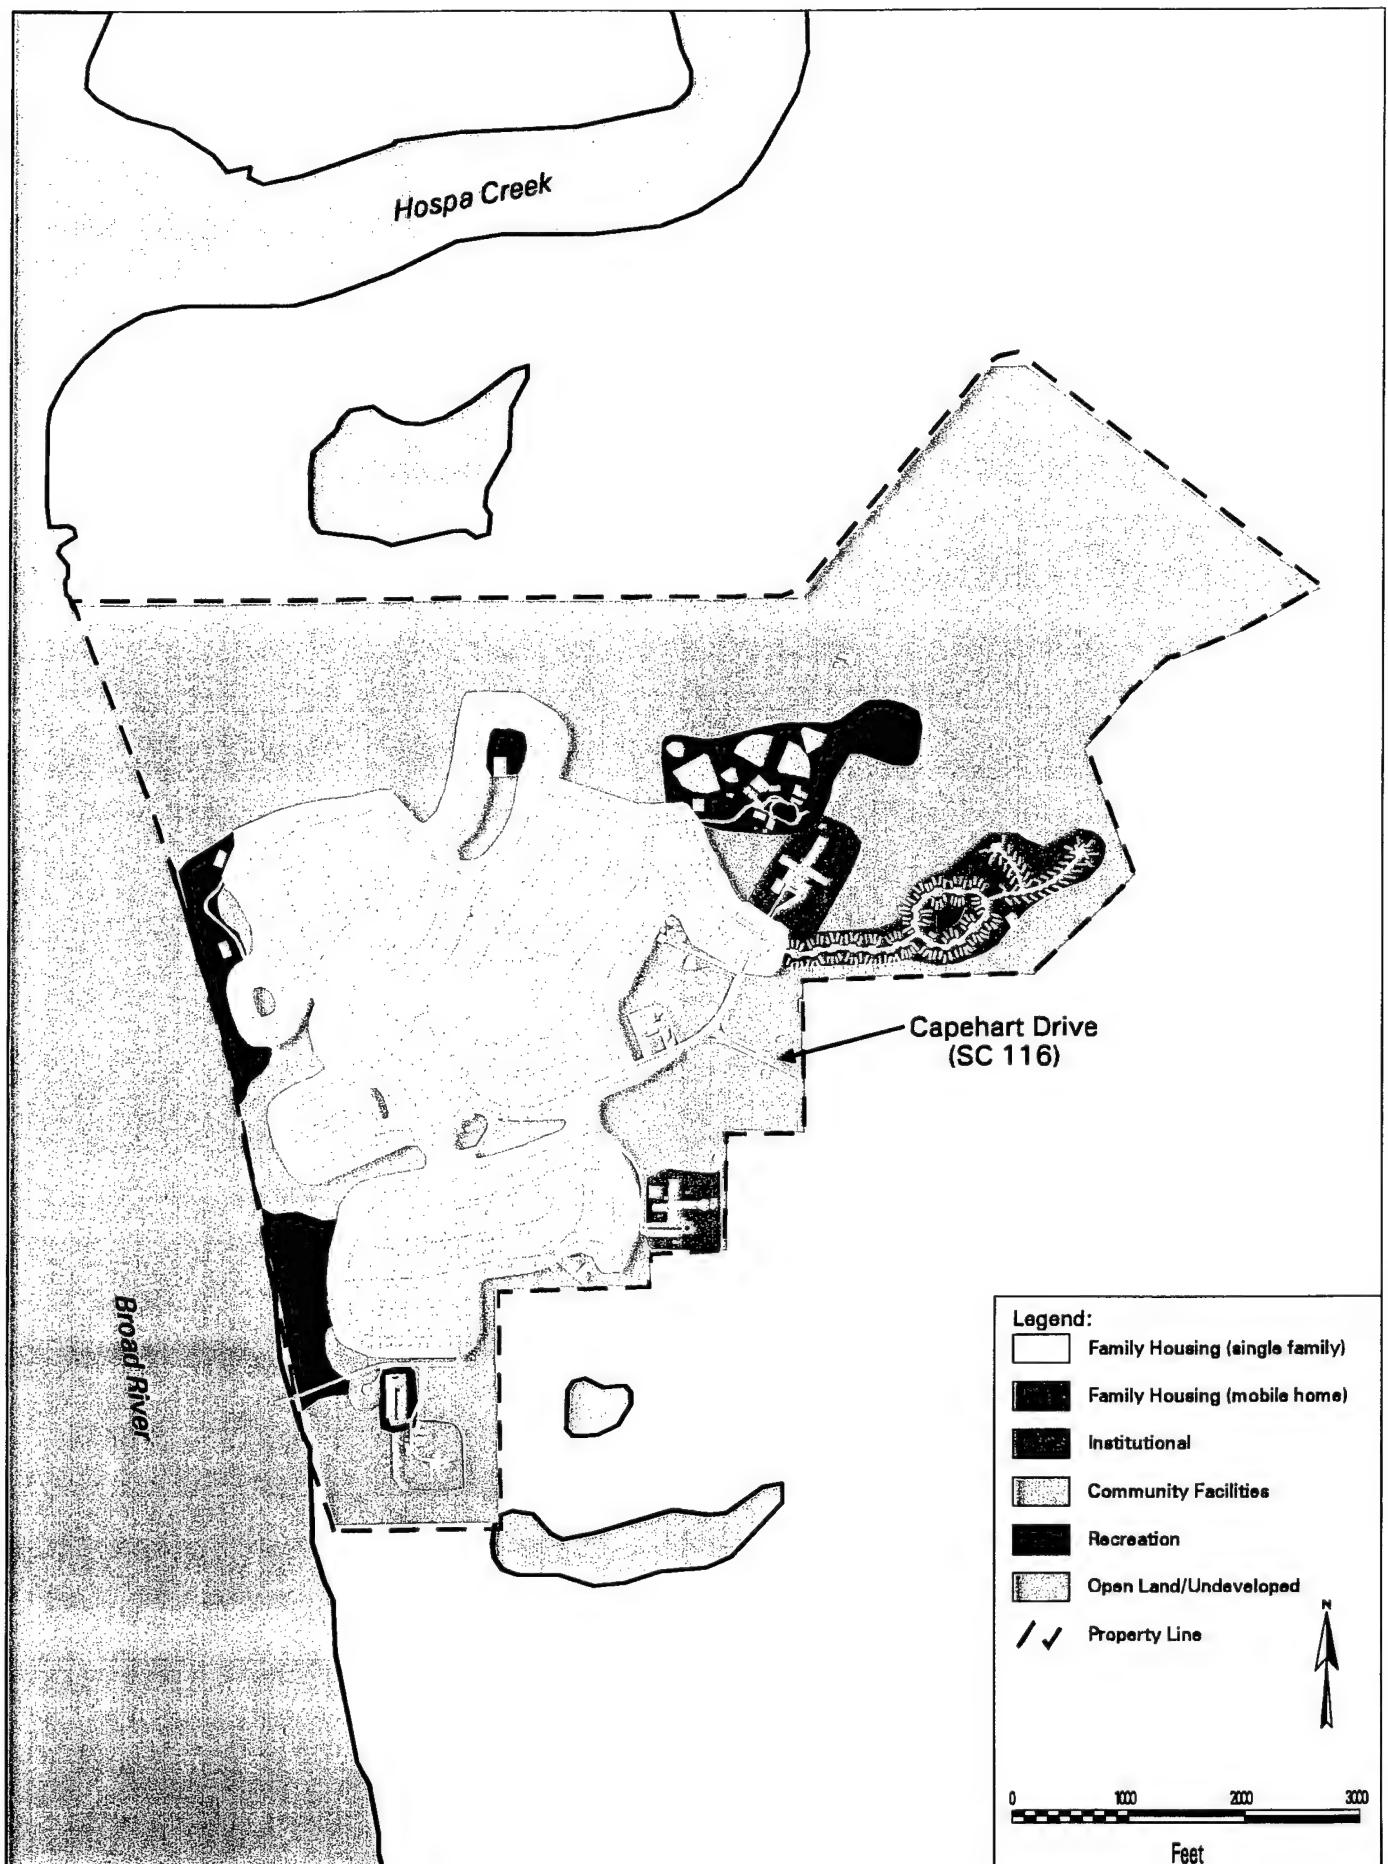 Hospa Creek
Capehart Drive
(SC 116)
Broad River
Legend:
Family Housing (single family)
Family Housing (mobile home)
Institutional
Community Facilities
Recreation
Open Land/Undeveloped
Property Line
N
0 1000 2000 3000
Feet